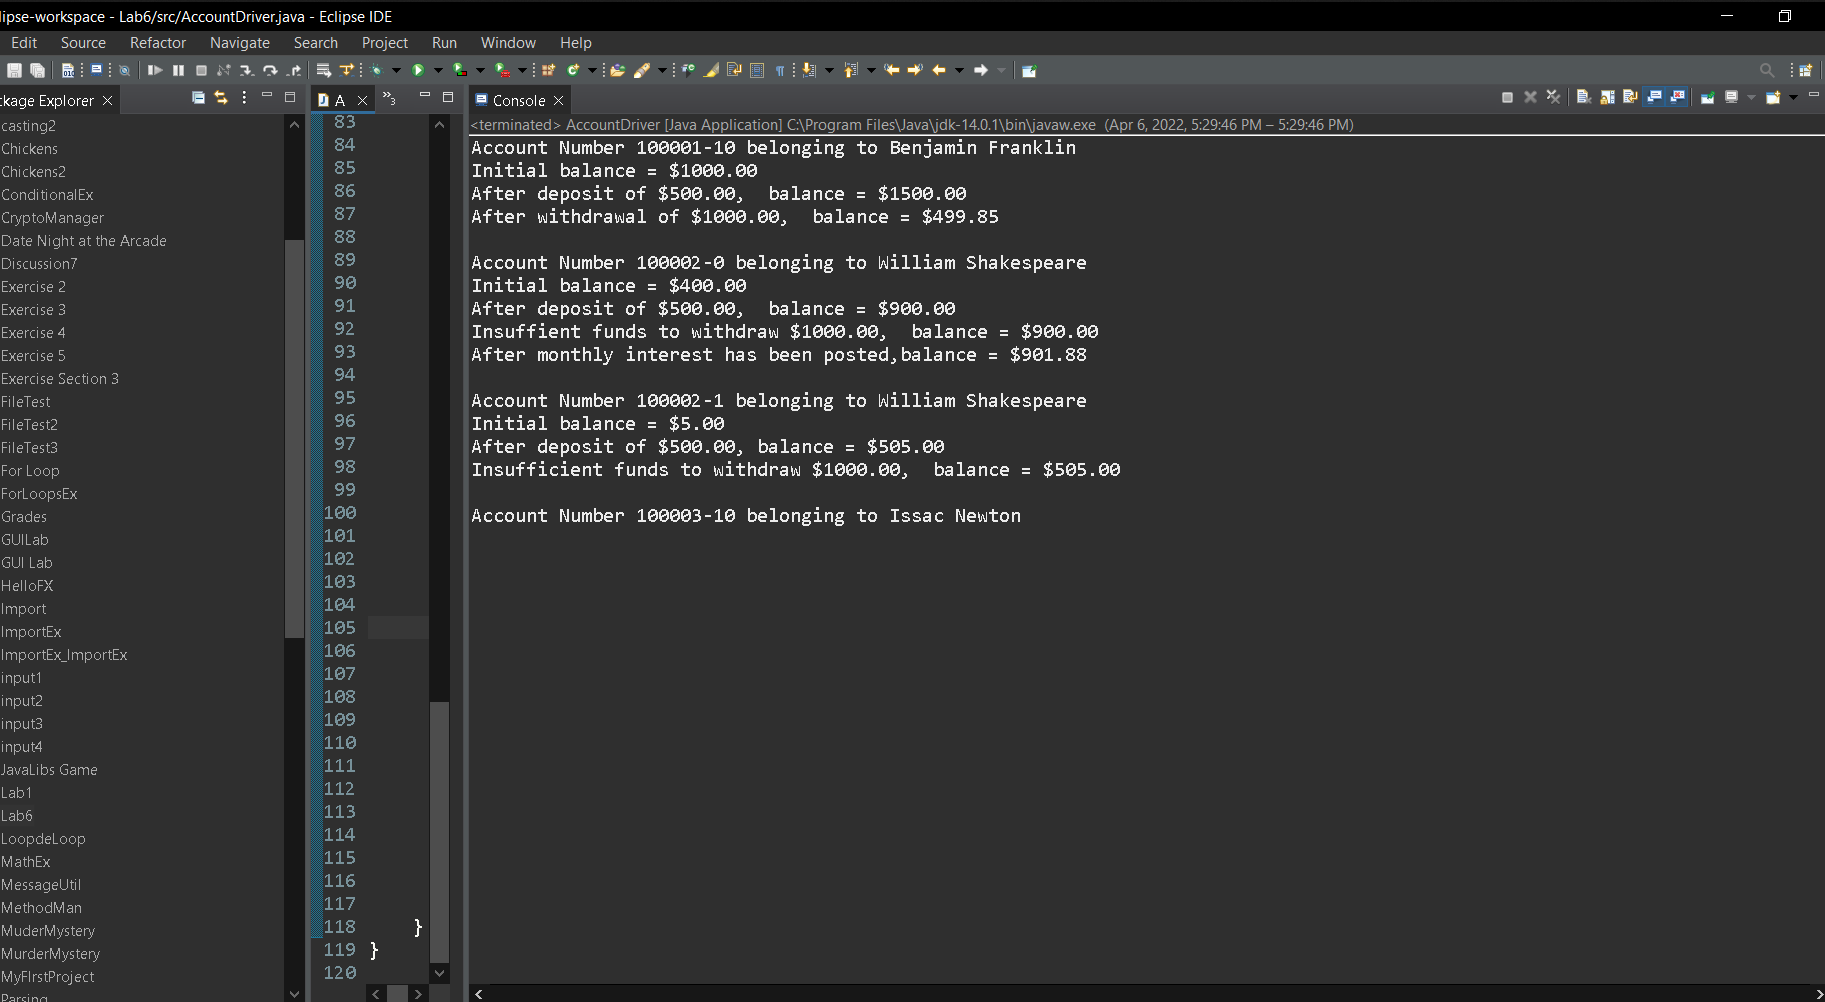 lipse-workspace - Lab6/src/AccountDriver.java - Eclipse IDE
Edit Source Refactor Navigate Search Project Run Window Help
ckage Explorer
A
3
Console
casting2
Chickens
Chickens2
ConditionalEx
CryptoManager
Date Night at the Arcade
Discussion7
Exercise 2
Exercise 3
Exercise 4
Exercise 5
Exercise Section 3
FileTest
FileTest2
FileTest3
For Loop
ForLoopsEx
Grades
GUILab
GUI Lab
HelloFX
Import
ImportEx
ImportEx_ImportEx
input1
input2
input3
input4
JavaLibs Game
Lab1
Lab6
LoopdeLoop
MathEx
MessageUtil
MethodMan
MuderMystery
MurderMystery
MyFIrstProject
Parsing
83
84
85
86
87
88
89
90
91
92
93
94
95
96
97
98
99
100
101
102
103
104
105
106
107
108
109
110
111
112
113
114
115
116
117
118 }
119 }
120
<terminated> AccountDriver [Java Application] C:\Program Files\Java\jdk-14.0.1\bin\javaw.exe (Apr 6, 2022, 5:29:46 PM – 5:29:46 PM)
Account Number 100001-10 belonging to Benjamin Franklin
Initial balance = $1000.00
After deposit of $500.00,  balance = $1500.00
After withdrawal of $1000.00,  balance = $499.85
Account Number 100002-0 belonging to William Shakespeare
Initial balance = $400.00
After deposit of $500.00,  balance = $900.00
Insuffient funds to withdraw $1000.00,  balance = $900.00
After monthly interest has been posted,balance = $901.88
Account Number 100002-1 belonging to William Shakespeare
Initial balance = $5.00
After deposit of $500.00, balance = $505.00
Insufficient funds to withdraw $1000.00,  balance = $505.00
Account Number 100003-10 belonging to Issac Newton